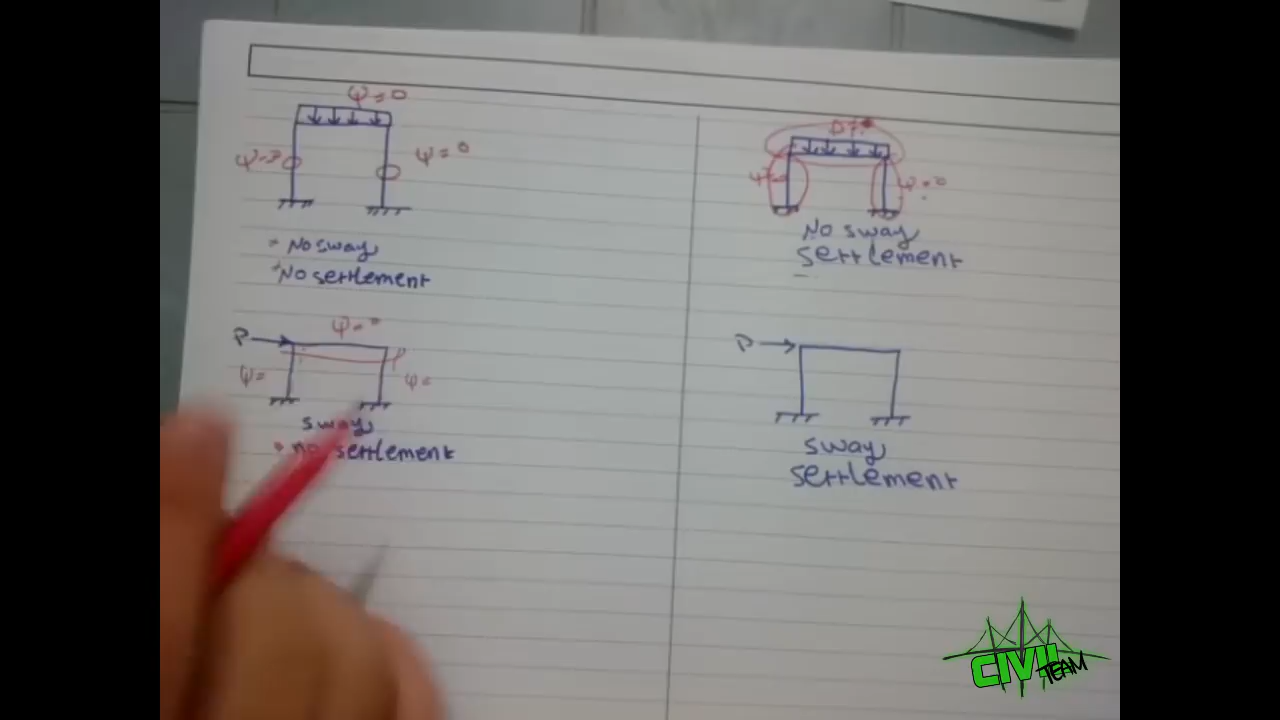 ψ = 0
ψ = 0
- No sway
- No settlement
ψ = 0
No sway
settlement
P
ψ =
ψ =
sway
no settlement
P
sway
settlement
CIVIL
TEAM